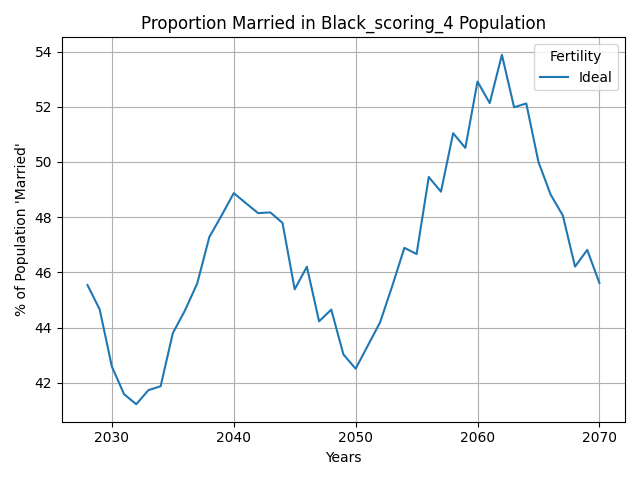 Proportion Married in Black_scoring_4 Population
Fertility
Ideal
% of Population 'Married'
54
52
50
48
46
44
42
2030 2040 2050 2060 2070
Years